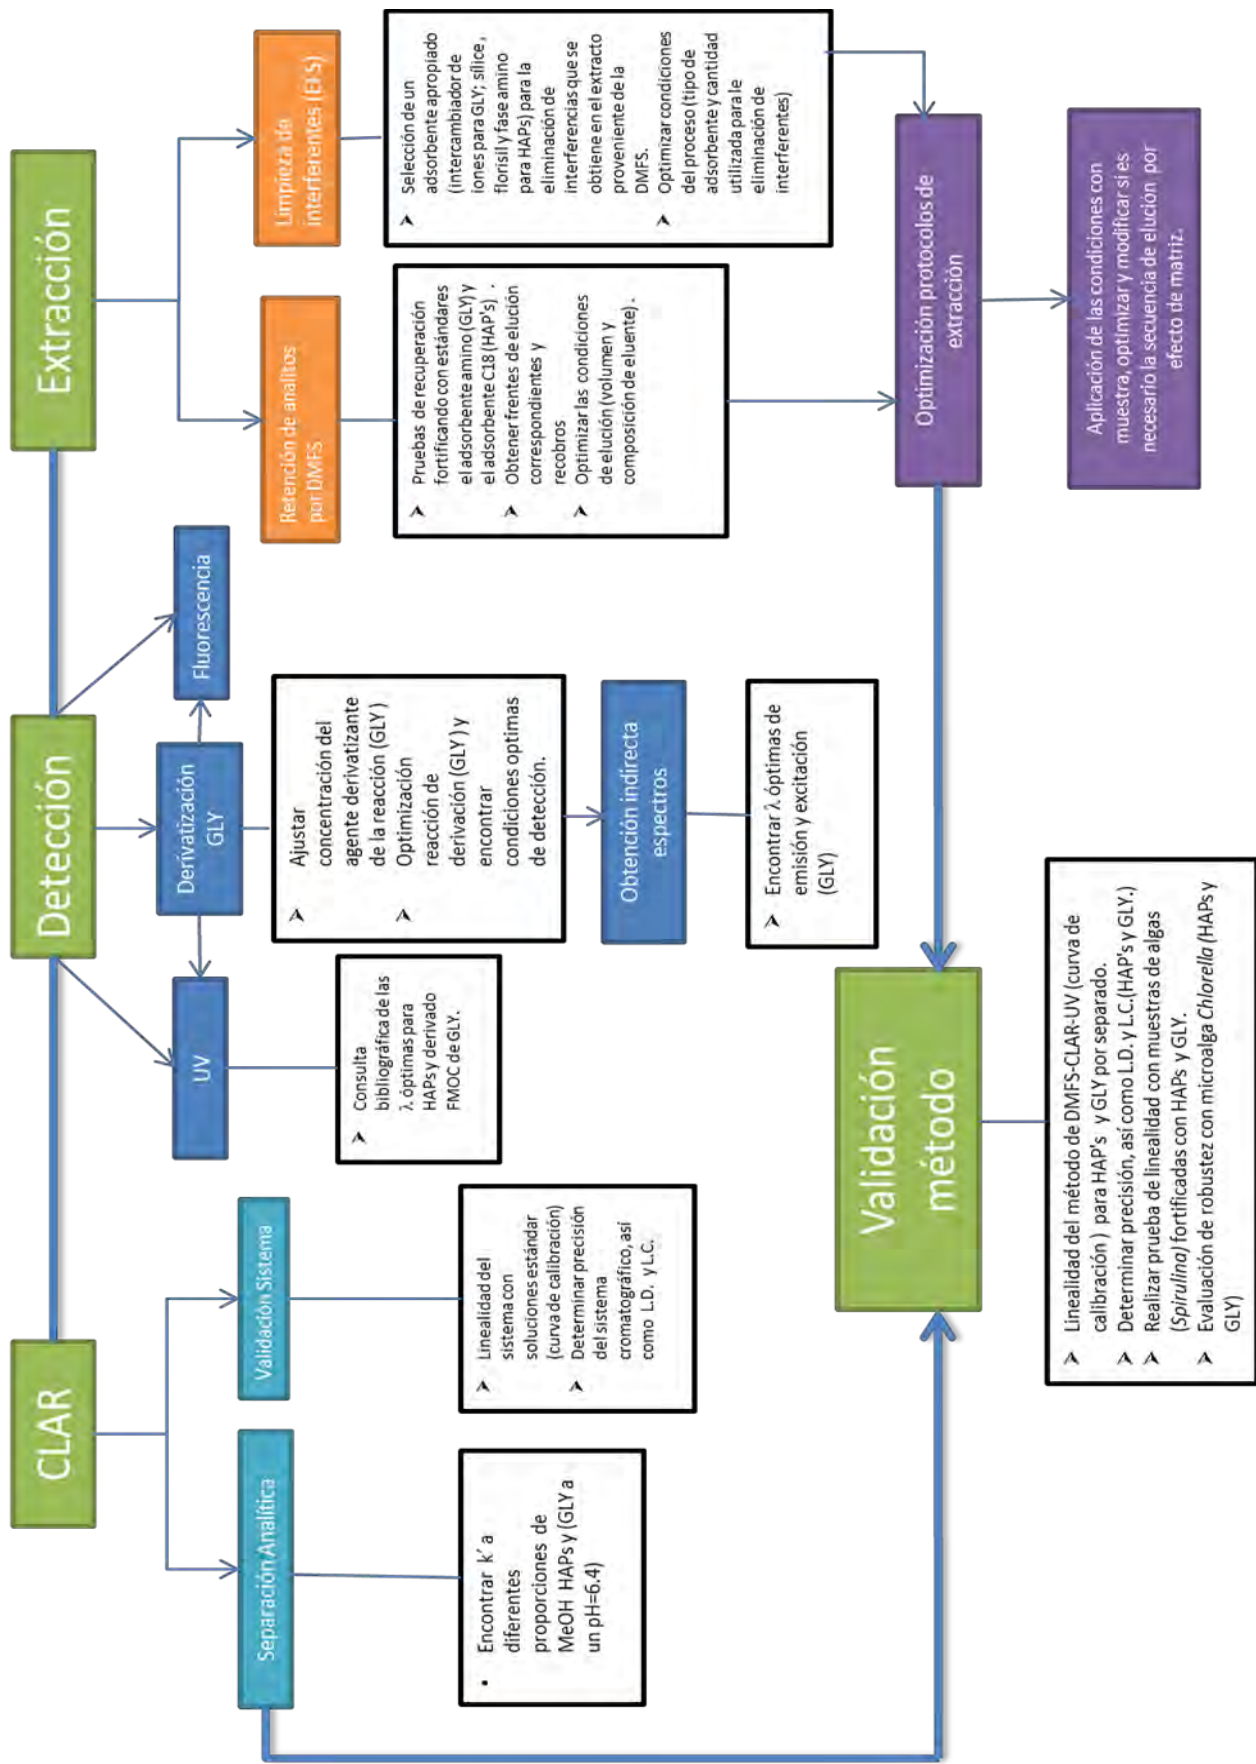 CLAR
Detección
Extracción
Separación Analítica
Validación Sistema
UV
Derivatización
GLY
Fluorescencia
Retención de analitos
por DMFS
Limpieza de
interferentes (EFS)
• Encontrar k´ a
diferentes
proporciones de
MeOH HAPs y (GLY a
un pH=6.4)
➢ Linealidad del
sistema con
soluciones estándar
(curva de calibración)
➢ Determinar precisión
del sistema
cromatográfico, así
como L.D. y L.C.
➢ Consulta
bibliográfica de las
λ óptimas para
HAPs y derivado
FMOC de GLY.
➢ Ajustar
concentración del
agente derivatizante
de la reacción (GLY )
➢ Optimización
reacción de
derivación (GLY ) y
encontrar
condiciones optimas
de detección.
Obtención indirecta
espectros
➢ Encontrar λ óptimas de
emisión y excitación
(GLY)
➢ Pruebas de recuperación
fortificando con estándares
el adsorbente amino (GLY) y
el adsorbente C18 (HAP's) .
➢ Obtener frentes de elución
correspondientes y
recobros
➢ Optimizar las condiciones
de elución (volumen y
composición de eluente) .
➢ Selección de un
adsorbente apropiado
(intercambiador de
iones para GLY; sílice ,
florisil y fase amino
para HAPs) para la
eliminación de
interferencias que se
obtiene en el extracto
proveniente de la
DMFS.
➢ Optimizar condiciones
del proceso (tipo de
adsorbente y cantidad
utilizada para le
eliminación de
interferentes)
Validación
método
Optimización protocolos de
extracción
➢ Linealidad del método de DMFS-CLAR-UV (curva de
calibración ) para HAP's y GLY por separado.
➢ Determinar precisión, así como L.D. y L.C.(HAP's y GLY.)
➢ Realizar prueba de linealidad con muestras de algas
(Spirulina) fortificadas con HAPs y GLY.
➢ Evaluación de robustez con microalga Chlorella (HAPs y
GLY)
Aplicación de las condiciones con
muestra, optimizar y modificar si es
necesario la secuencia de elución por
efecto de matriz.